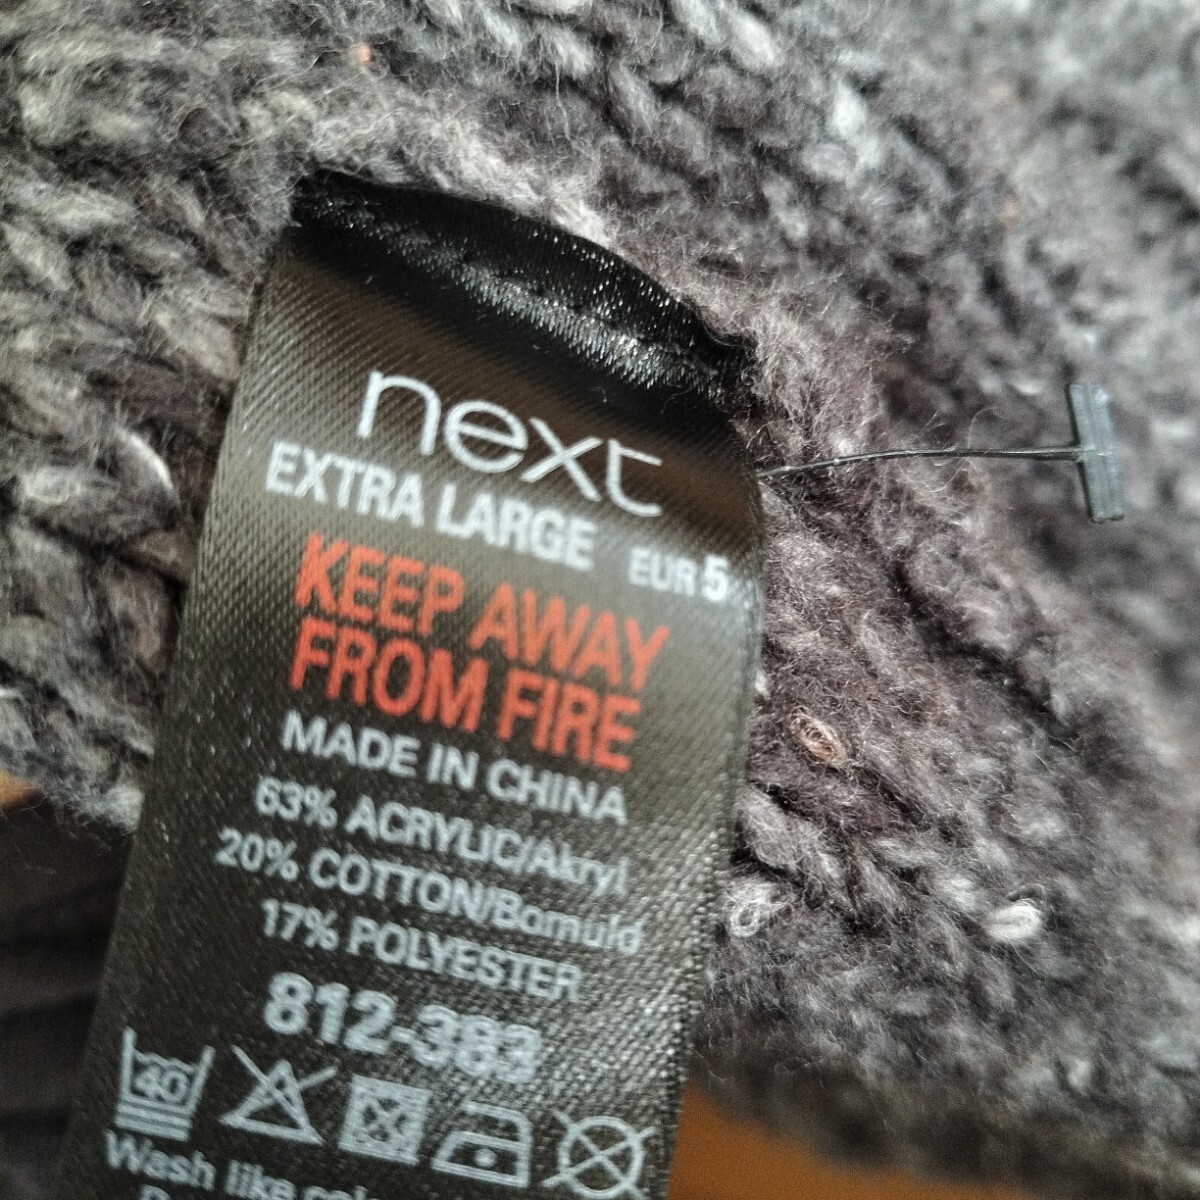 next
EXTRA LARGE EUR 5
KEEP AWAY
FROM FIRE
MADE IN CHINA
63% ACRYLIC/Akryl
20% COTTON/Bomuld
17% POLYESTER
812-383
40
Wash like